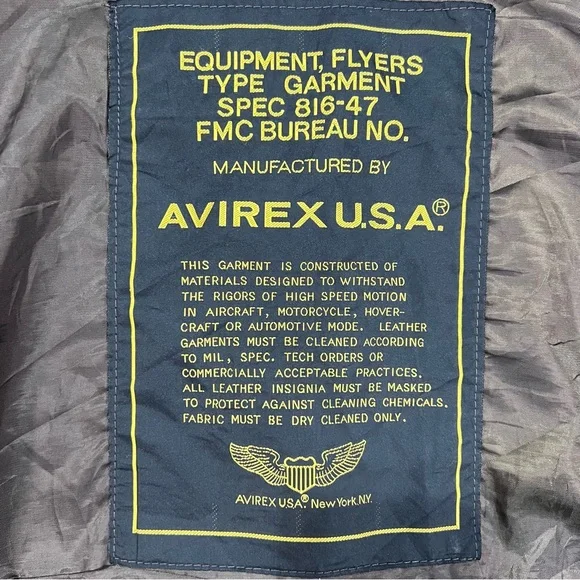 EQUIPMENT, FLYERS
TYPE GARMENT
SPEC 816-47
FMC BUREAU NO.
MANUFACTURED BY
AVIREX U.S.A.®
THIS GARMENT IS CONSTRUCTED OF
MATERIALS DESIGNED TO WITHSTAND
THE RIGORS OF HIGH SPEED MOTION
IN AIRCRAFT, MOTORCYCLE, HOVER-
CRAFT OR AUTOMOTIVE MODE. LEATHER
GARMENTS MUST BE CLEANED ACCORDING
TO MIL, SPEC. TECH ORDERS OR
COMMERCIALLY ACCEPTABLE PRACTICES.
ALL LEATHER INSIGNIA MUST BE MASKED
TO PROTECT AGAINST CLEANING CHEMICALS.
FABRIC MUST BE DRY CLEANED ONLY.
AVIREX U.S.A.® New York. N.Y.